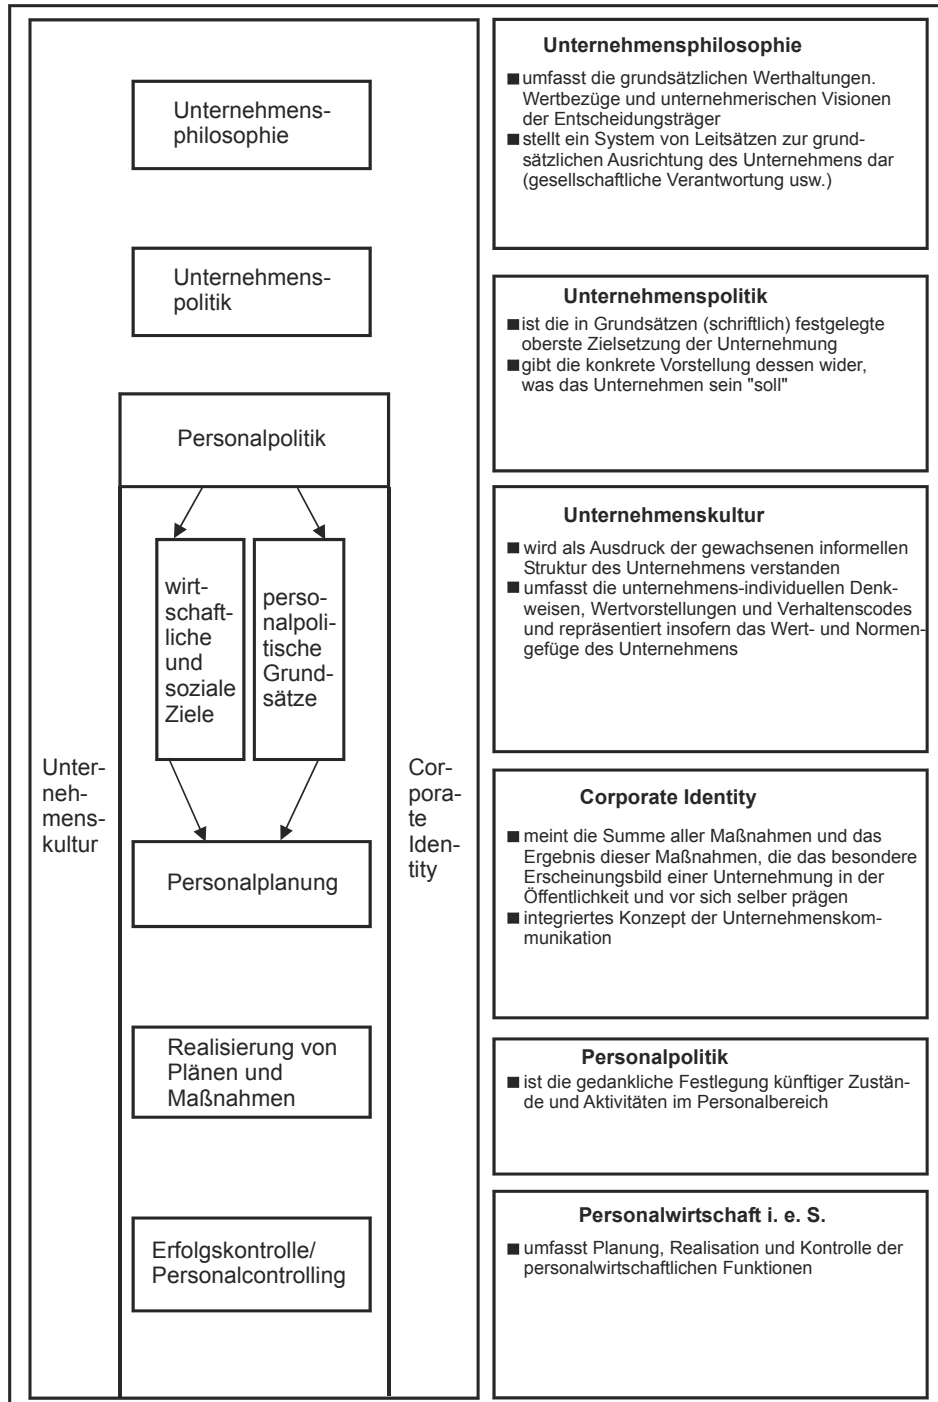 Unternehmens-
philosophie
Unternehmens-
politik
Personalpolitik
wirt-
schaft-
liche
und
soziale
Ziele
perso-
nalpoli-
tische
Grund-
sätze
Unter-
neh-
mens-
kultur
Cor-
pora-
te
Iden-
tity
Personalplanung
Realisierung von
Plänen und
Maßnahmen
Erfolgskontrolle/
Personalcontrolling
Unternehmensphilosophie
■ umfasst die grundsätzlichen Werthaltungen.
Wertbezüge und unternehmerischen Visionen
der Entscheidungsträger
■ stellt ein System von Leitsätzen zur grund-
sätzlichen Ausrichtung des Unternehmens dar
(gesellschaftliche Verantwortung usw.)
Unternehmenspolitik
■ ist die in Grundsätzen (schriftlich) festgelegte
oberste Zielsetzung der Unternehmung
■ gibt die konkrete Vorstellung dessen wider,
was das Unternehmen sein "soll"
Unternehmenskultur
■ wird als Ausdruck der gewachsenen informellen
Struktur des Unternehmens verstanden
■ umfasst die unternehmens-individuellen Denk-
weisen, Wertvorstellungen und Verhaltenscodes
und repräsentiert insofern das Wert- und Normen-
gefüge des Unternehmens
Corporate Identity
■ meint die Summe aller Maßnahmen und das
Ergebnis dieser Maßnahmen, die das besondere
Erscheinungsbild einer Unternehmung in der
Öffentlichkeit und vor sich selber prägen
■ integriertes Konzept der Unternehmenskom-
munikation
Personalpolitik
■ ist die gedankliche Festlegung künftiger Zustän-
de und Aktivitäten im Personalbereich
Personalwirtschaft i. e. S.
■ umfasst Planung, Realisation und Kontrolle der
personalwirtschaftlichen Funktionen